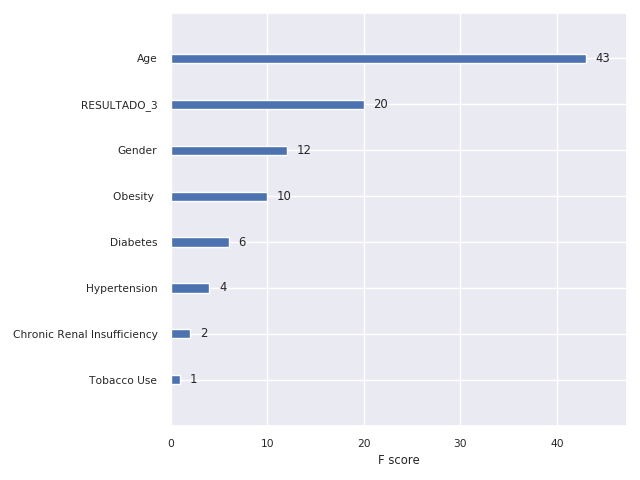 Age 43
RESULTADO_3 20
Gender 12
Obesity 10
Diabetes 6
Hypertension 4
Chronic Renal Insufficiency 2
Tobacco Use 1
0 10 20 30 40
F score